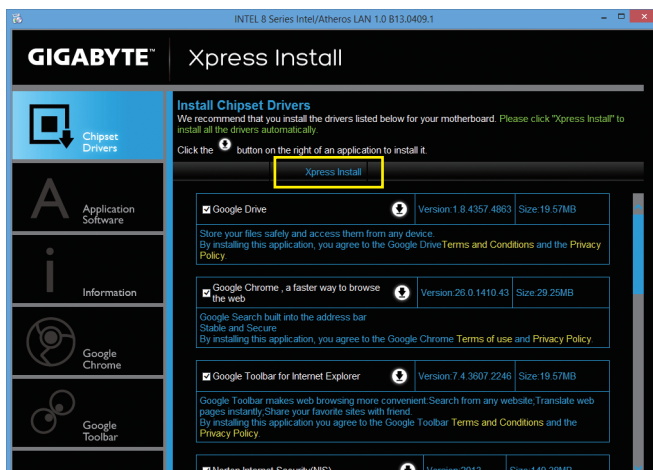 INTEL 8 Series Intel/Atheros LAN 1.0 B13.0409.1
GIGABYTE™
Xpress Install
Chipset
Drivers
Application
Software
Information
Google
Chrome
Google
Toolbar
Install Chipset Drivers
We recommend that you install the drivers listed below for your motherboard. Please click "Xpress Install" to
install all the drivers automatically.
Click the button on the right of an application to install it.
Xpress Install
Google Drive
Version:1.8.4357.4863
Size:19.57MB
Store your files safely and access them from any device.
By installing this application, you agree to the Google DriveTerms and Conditions and the Privacy
Policy.
Google Chrome , a faster way to browse
the web
Version:26.0.1410.43
Size:29.25MB
Google Search built into the address bar
Stable and Secure
By installing this application, you agree to the Google Chrome Terms of use and Privacy Policy.
Google Toolbar for Internet Explorer
Version:7.4.3607.2246
Size:19.57MB
Google Toolbar makes web browsing more convenient:Search from any website;Translate web
pages instantly;Share your favorite sites with friend.
By installing this application you agree to the Google Toolbar Terms and Conditions and the
Privacy Policy.
Norton Internet Security(NIS)
Version:2013